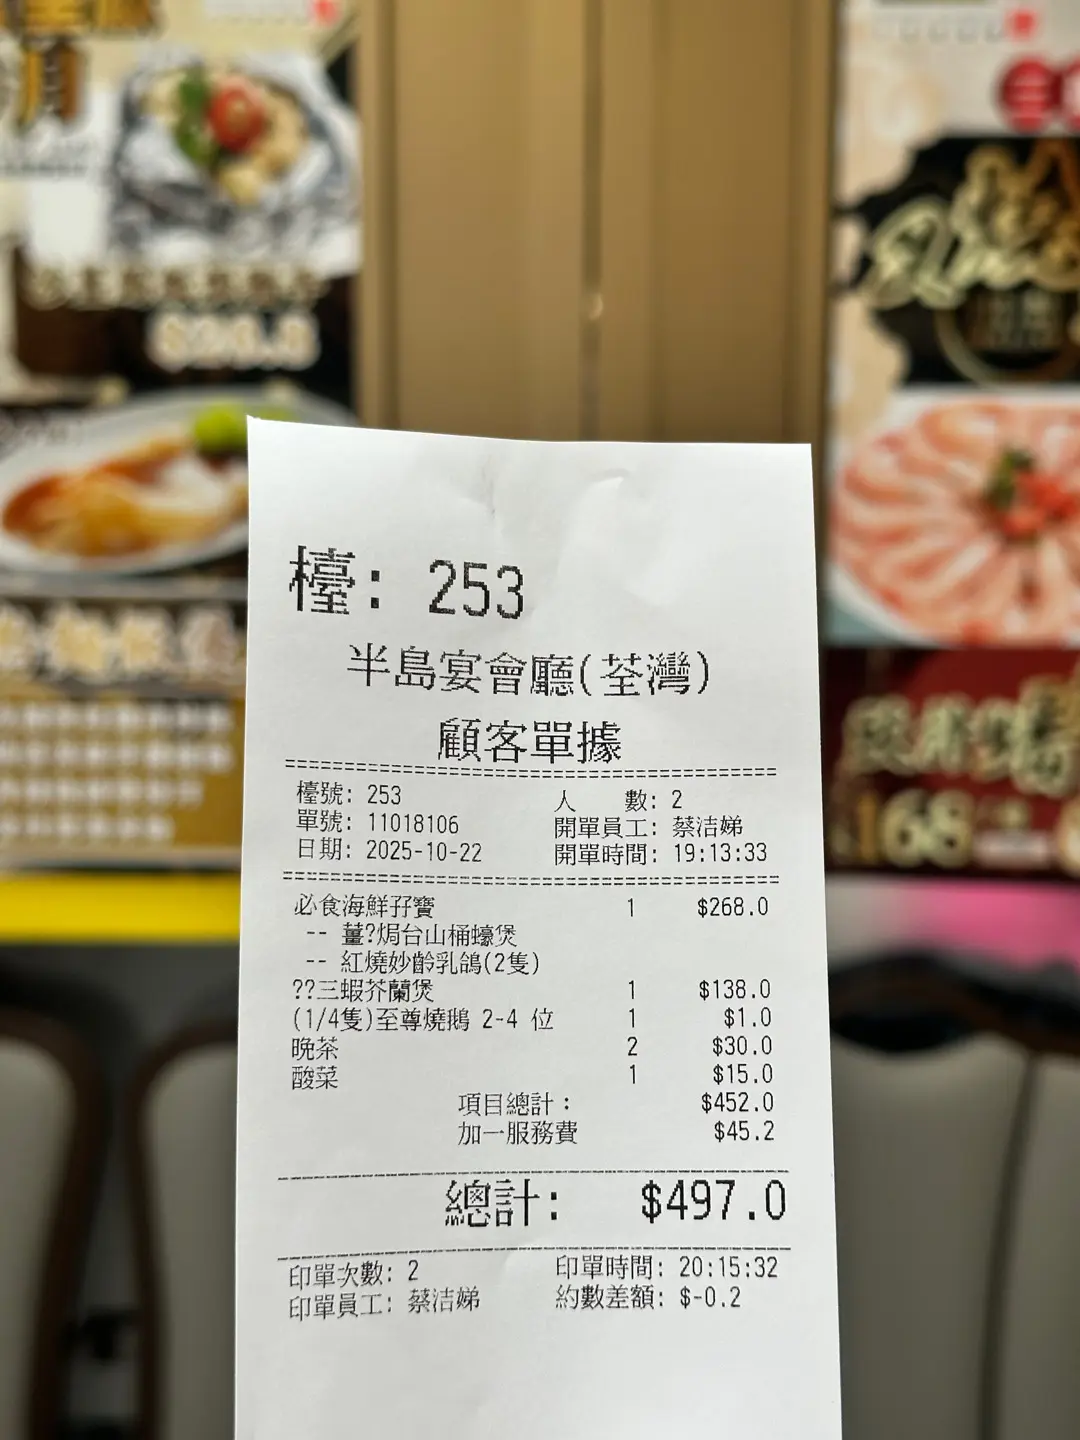 檯: 253
半島宴會廳(荃灣)
顧客單據
檯號: 253 人 數: 2
單號: 11018106 開單員工: 蔡洁娣
日期: 2025-10-22 開單時間: 19:13:33
必食海鮮孖寶 1 $268.0
-- 薑?焗台山桶蠔煲
-- 紅燒妙齡乳鴿(2隻)
??三蝦芥蘭煲 1 $138.0
(1/4隻)至尊燒鵝 2-4 位 1 $1.0
晚茶 2 $30.0
酸菜 1 $15.0
項目總計: $452.0
加一服務費 $45.2
總計: $497.0
印單次數: 2 印單時間: 20:15:32
印單員工: 蔡洁娣 約數差額: $-0.2
168